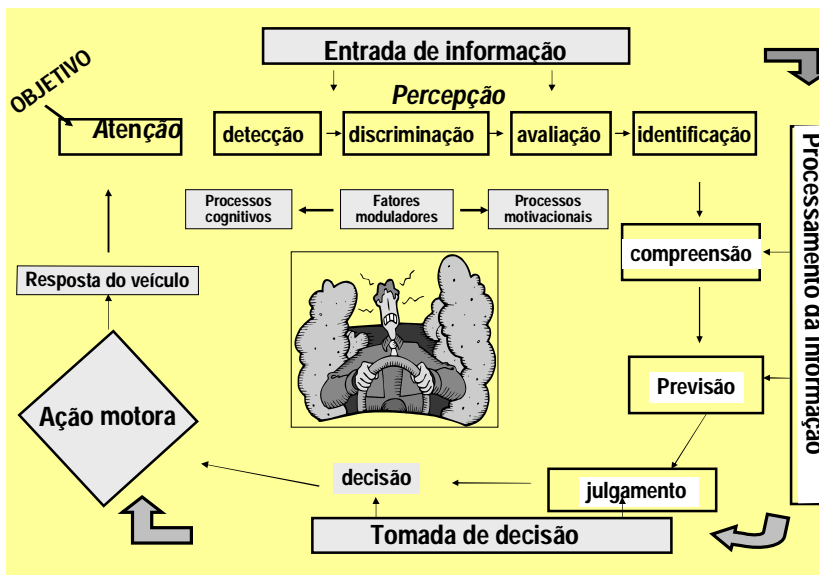 Entrada de informação
OBJETIVO
Percepção
Atenção
detecção
discriminação
avaliação
identificação
Processamento da informação
Processos
cognitivos
Fatores
moduladores
Processos
motivacionais
compreensão
Resposta do veículo
Previsão
Ação motora
decisão
julgamento
Tomada de decisão